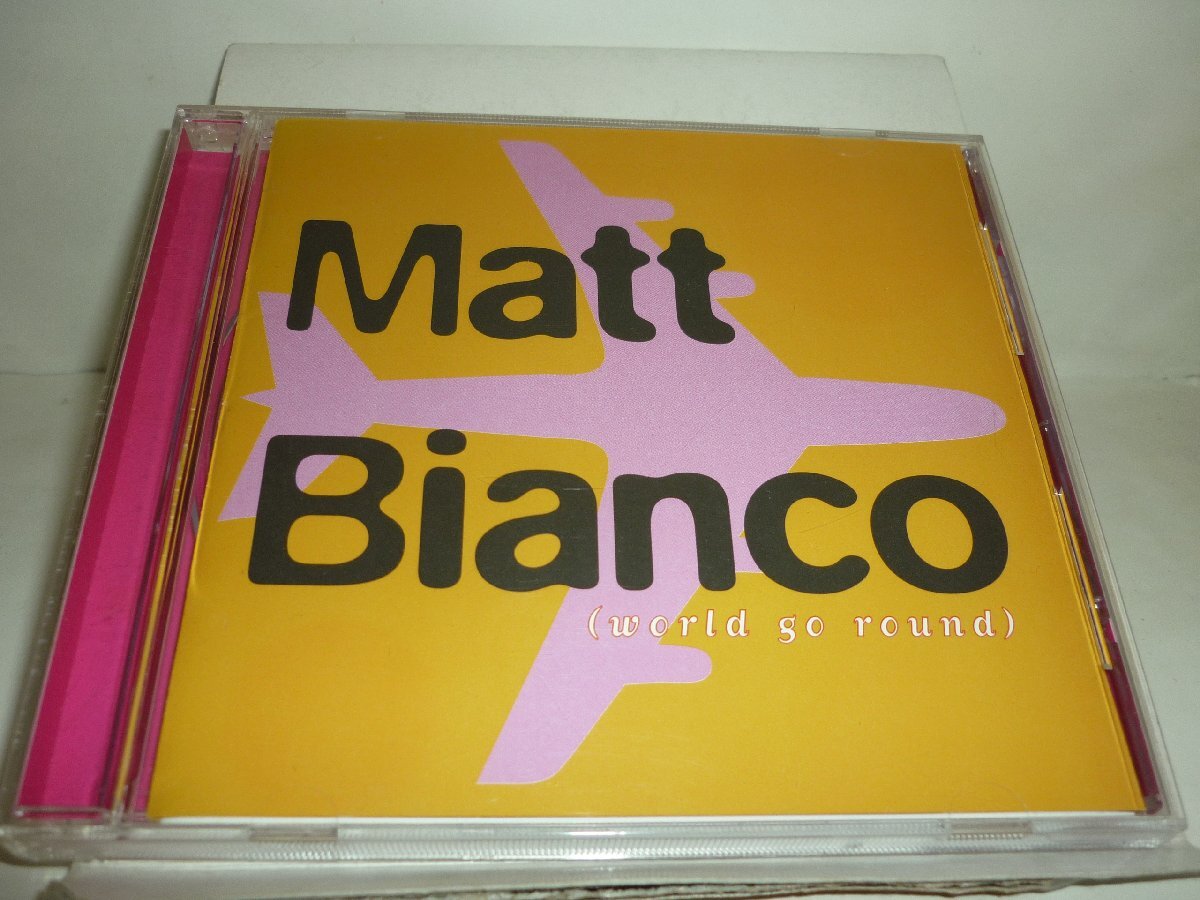 Matt
Bianco
(world go round)